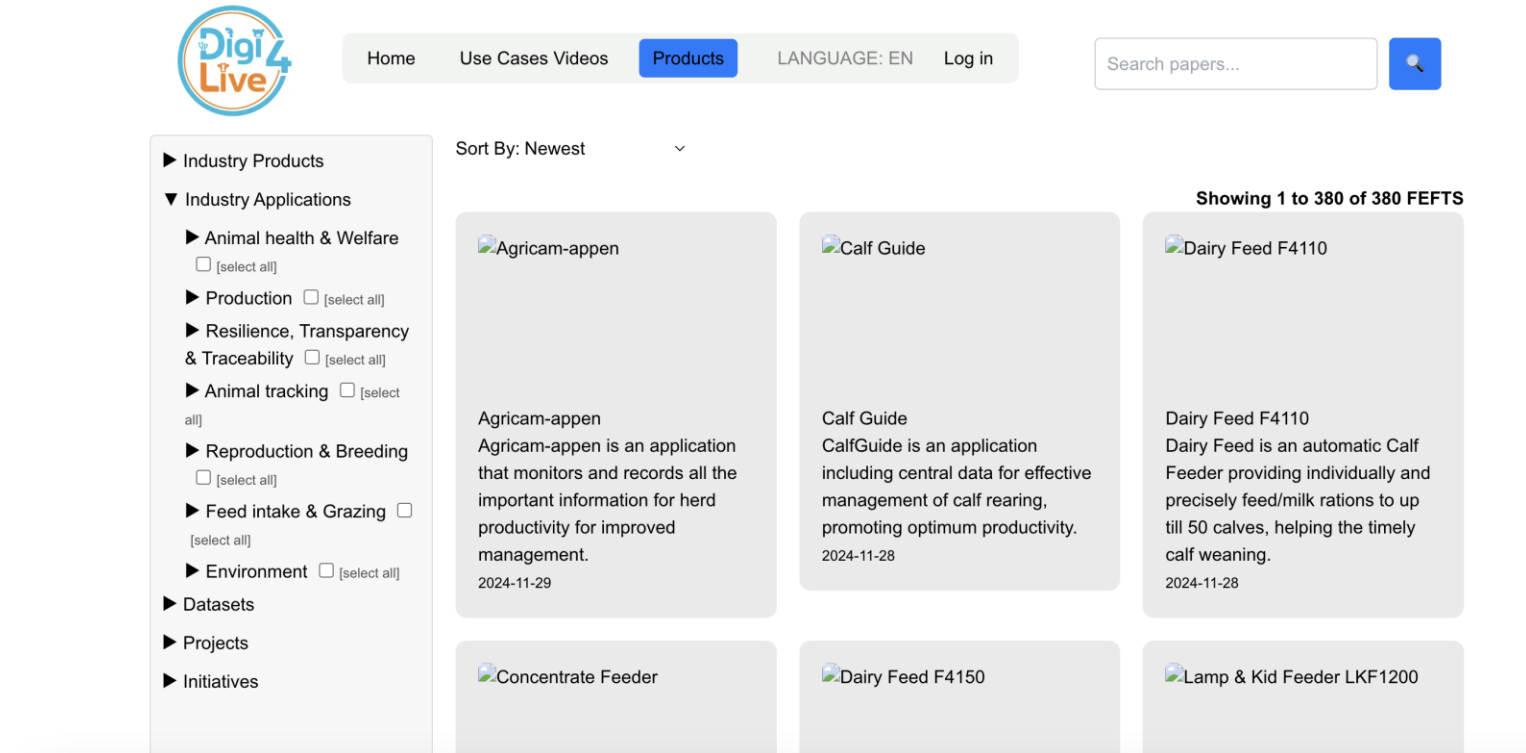 UP Digi 4
Live
Home
Use Cases Videos
Products
LANGUAGE: EN
Log in
Search papers...
▶ Industry Products
▼ Industry Applications
▶ Animal health & Welfare
[select all]
▶ Production [select all]
▶ Resilience, Transparency
& Traceability [select all]
▶ Animal tracking [select
all]
▶ Reproduction & Breeding
[select all]
▶ Feed intake & Grazing
[select all]
▶ Environment [select all]
▶ Datasets
▶ Projects
▶ Initiatives
Sort By: Newest
Showing 1 to 380 of 380 FEFTS
Agricam-appen
Agricam-appen
Agricam-appen is an application
that monitors and records all the
important information for herd
productivity for improved
management.
2024-11-29
Calf Guide
Calf Guide
CalfGuide is an application
including central data for effective
management of calf rearing,
promoting optimum productivity.
2024-11-28
Dairy Feed F4110
Dairy Feed F4110
Dairy Feed is an automatic Calf
Feeder providing individually and
precisely feed/milk rations to up
till 50 calves, helping the timely
calf weaning.
2024-11-28
Concentrate Feeder
Dairy Feed F4150
Lamp & Kid Feeder LKF1200